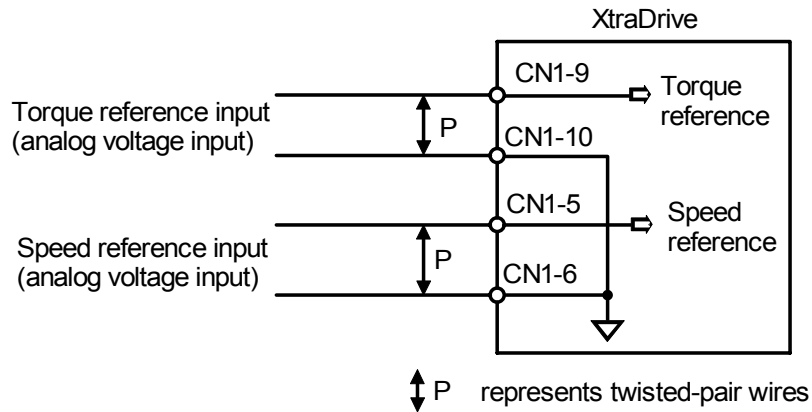 XtraDrive
CN1-9
Torque
reference
Torque reference input
(analog voltage input)
P
CN1-10
CN1-5
Speed
reference
Speed reference input
(analog voltage input)
P
CN1-6
P represents twisted-pair wires